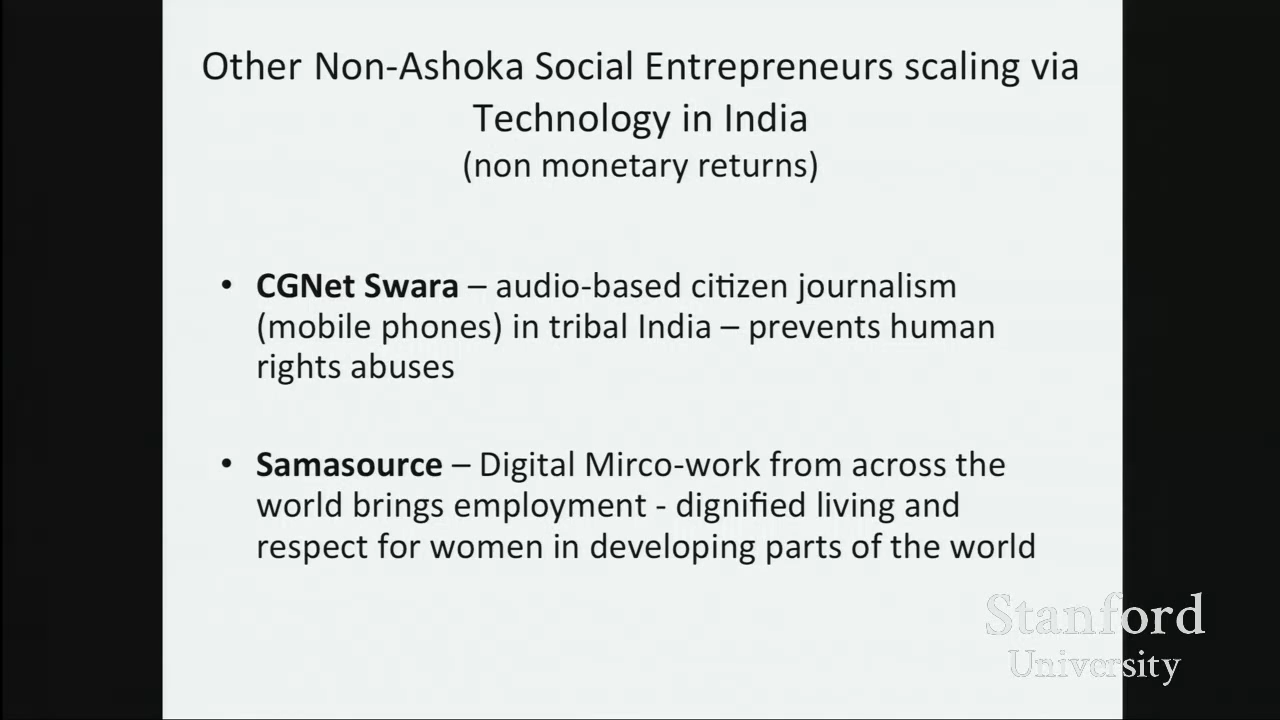 Other Non-Ashoka Social Entrepreneurs scaling via
Technology in India
(non monetary returns)
• CGNet Swara – audio-based citizen journalism
(mobile phones) in tribal India – prevents human
rights abuses
• Samasource – Digital Mirco-work from across the
world brings employment - dignified living and
respect for women in developing parts of the world
Stanford
University